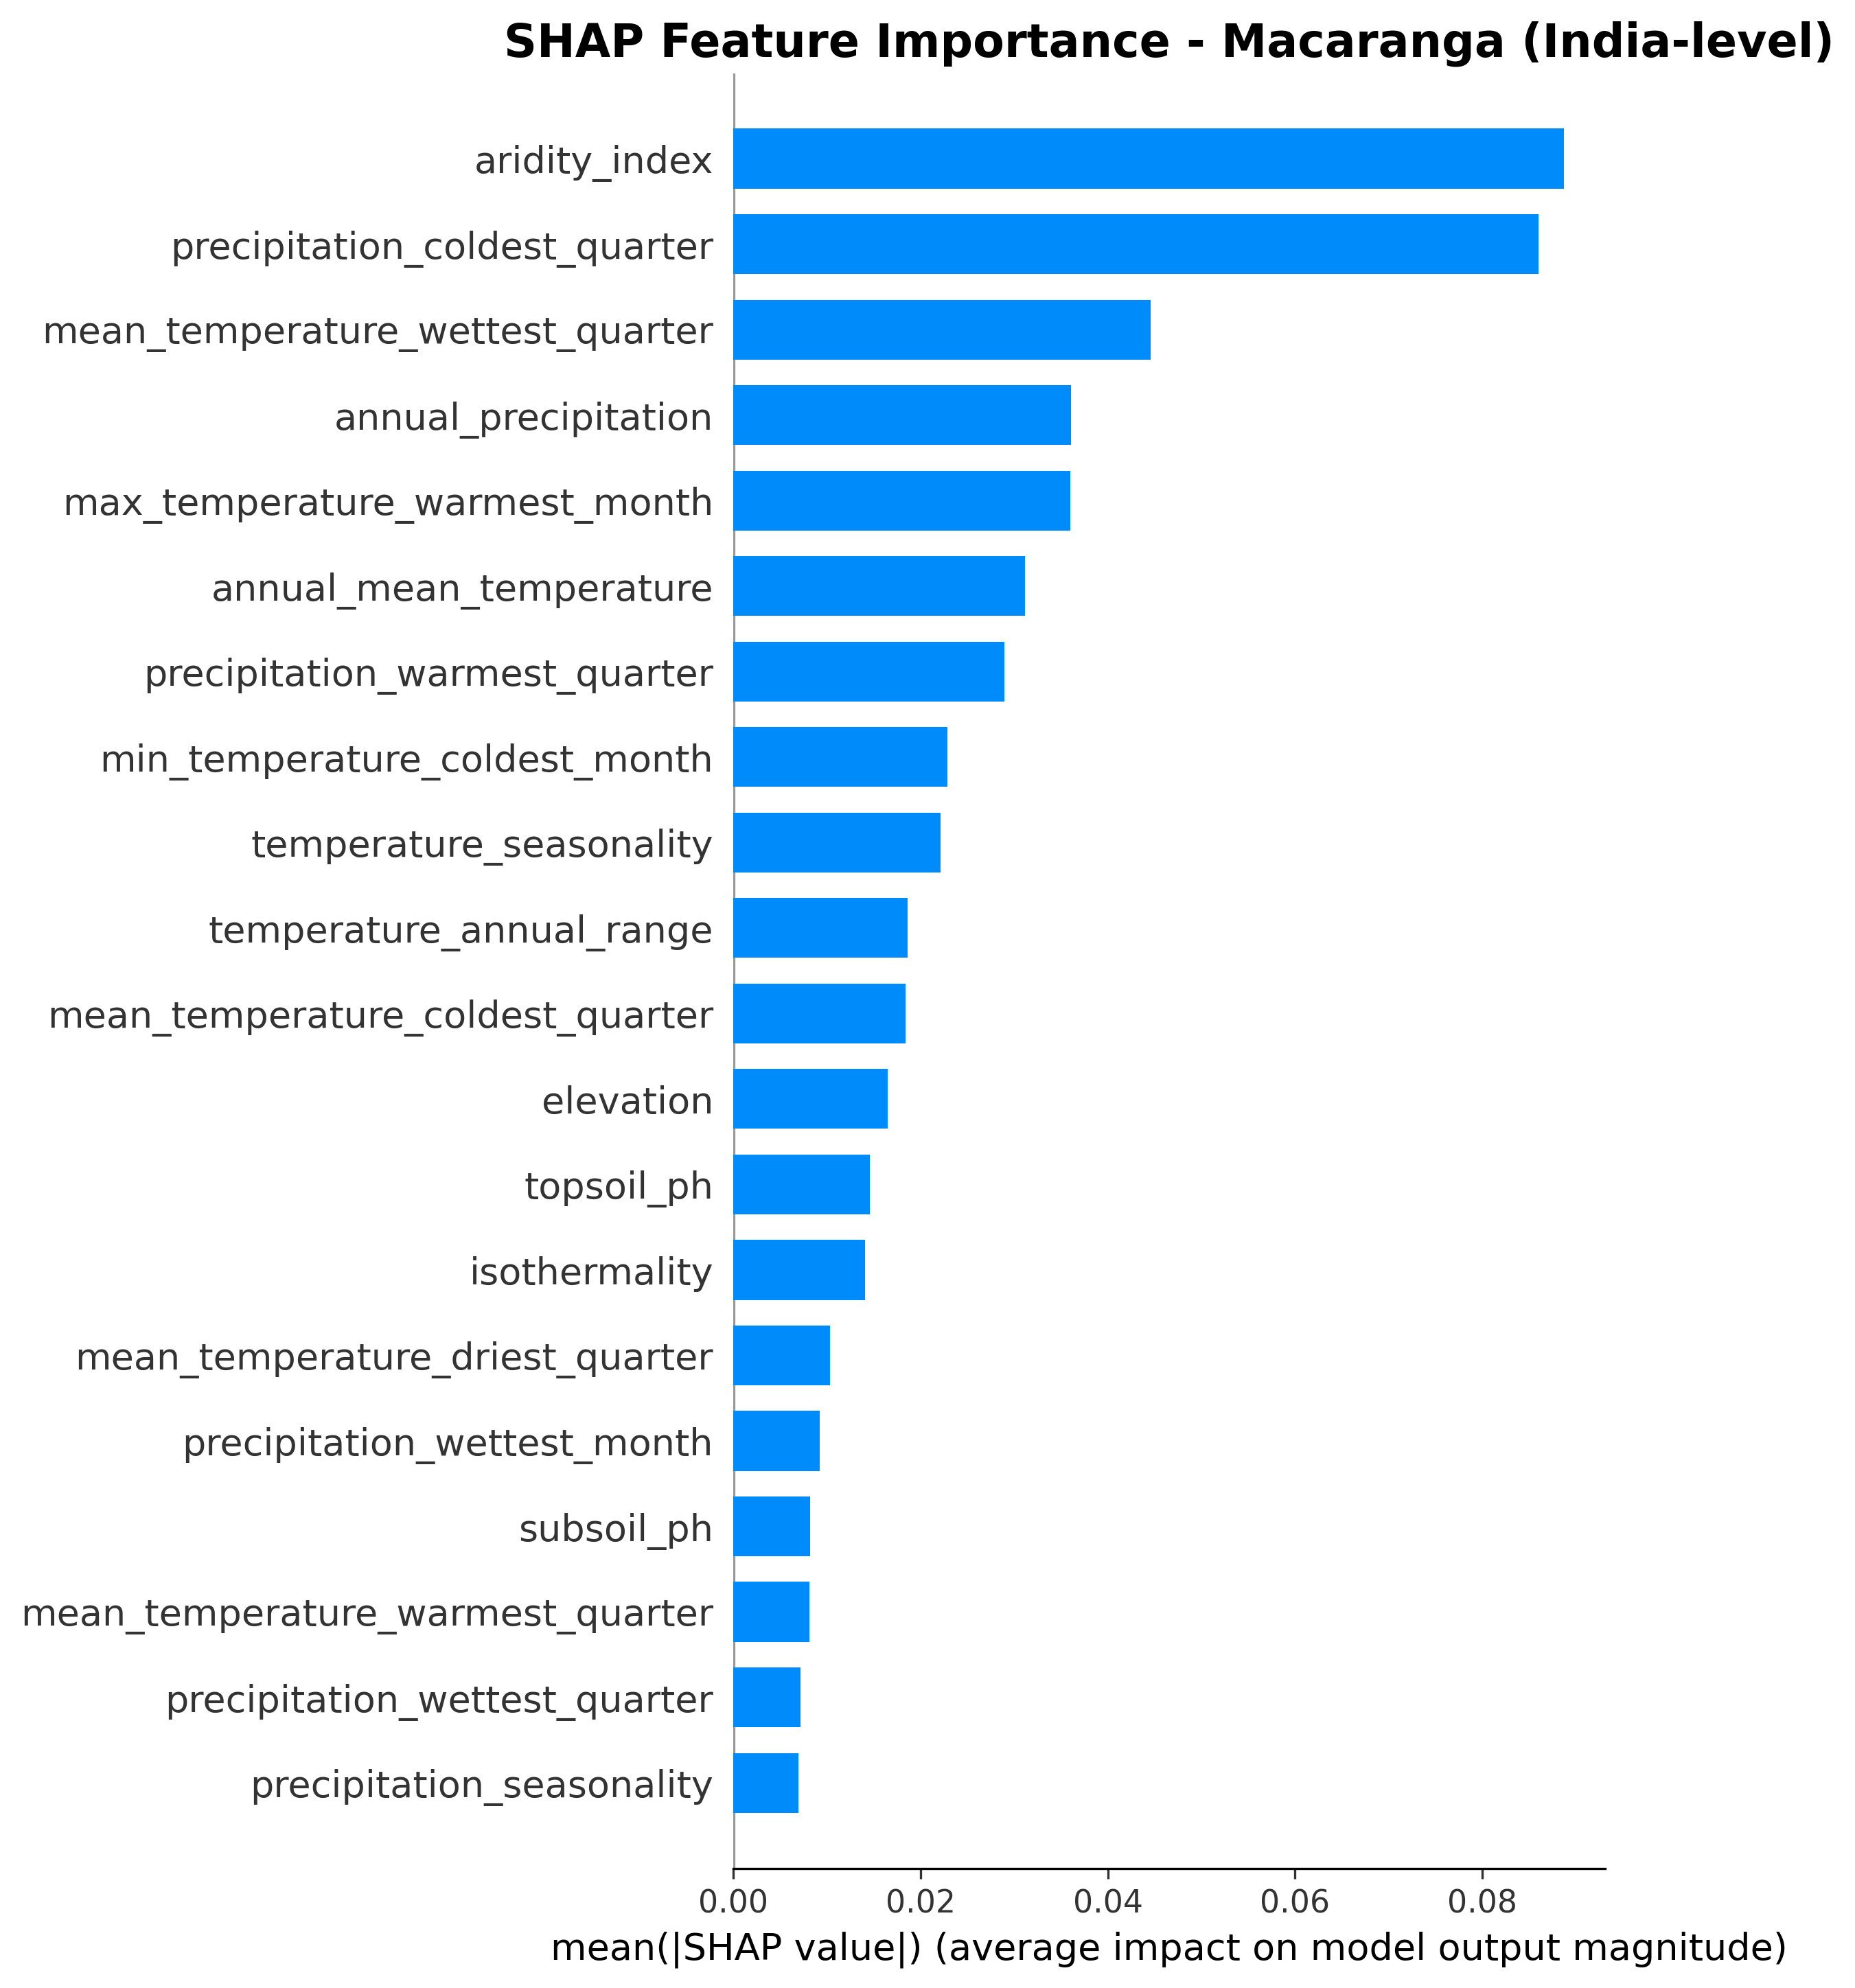 SHAP Feature Importance - Macaranga (India-level)
aridity_index
precipitation_coldest_quarter
mean_temperature_wettest_quarter
annual_precipitation
max_temperature_warmest_month
annual_mean_temperature
precipitation_warmest_quarter
min_temperature_coldest_month
temperature_seasonality
temperature_annual_range
mean_temperature_coldest_quarter
elevation
topsoil_ph
isothermality
mean_temperature_driest_quarter
precipitation_wettest_month
subsoil_ph
mean_temperature_warmest_quarter
precipitation_wettest_quarter
precipitation_seasonality
0.00 0.02 0.04 0.06 0.08
mean(|SHAP value|) (average impact on model output magnitude)